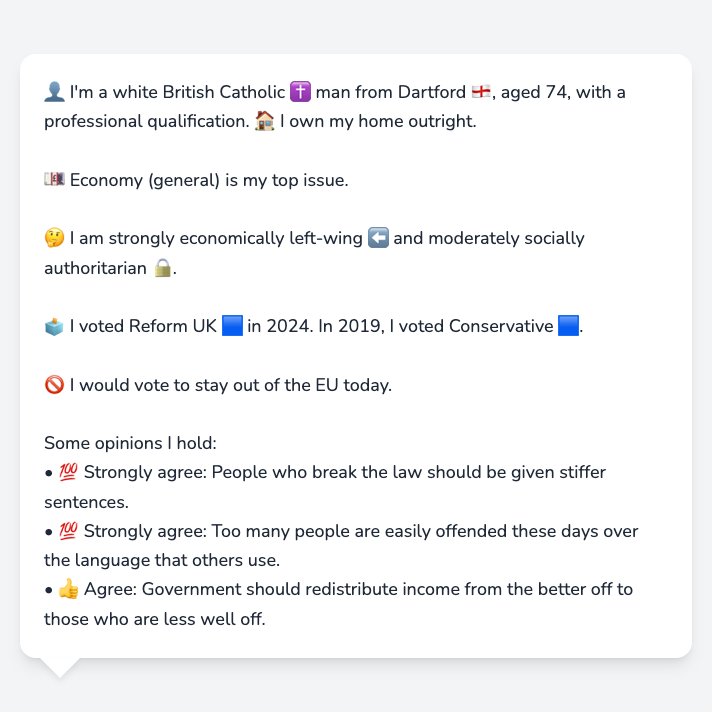 👤 I'm a white British Catholic ✝️ man from Dartford 🏴󠁧󠁢󠁥󠁮󠁧󠁿, aged 74, with a
professional qualification. 🏠 I own my home outright.
💷 Economy (general) is my top issue.
🤔 I am strongly economically left-wing ⬅️ and moderately socially
authoritarian 🔒.
🗳️ I voted Reform UK 🟦 in 2024. In 2019, I voted Conservative 🟦.
🚫 I would vote to stay out of the EU today.
Some opinions I hold:
• 💯 Strongly agree: People who break the law should be given stiffer
sentences.
• 💯 Strongly agree: Too many people are easily offended these days over
the language that others use.
• 👍 Agree: Government should redistribute income from the better off to
those who are less well off.